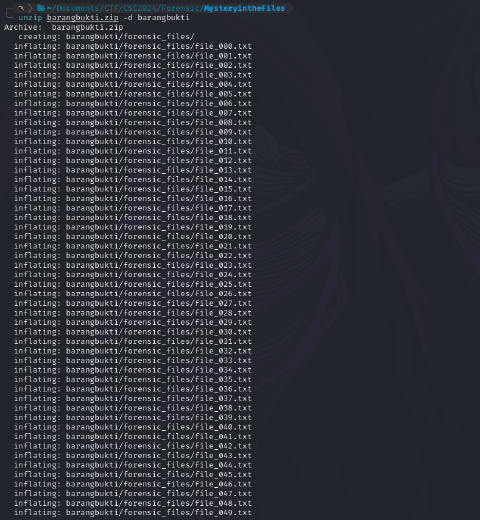 ~/Documents/CTF/CSC2024/Forensic/MysteryintheFiles
unzip barangbukti.zip -d barangbukti
Archive:  barangbukti.zip
creating: barangbukti/forensic_files/
inflating: barangbukti/forensic_files/file_000.txt
inflating: barangbukti/forensic_files/file_001.txt
inflating: barangbukti/forensic_files/file_002.txt
inflating: barangbukti/forensic_files/file_003.txt
inflating: barangbukti/forensic_files/file_004.txt
inflating: barangbukti/forensic_files/file_005.txt
inflating: barangbukti/forensic_files/file_006.txt
inflating: barangbukti/forensic_files/file_007.txt
inflating: barangbukti/forensic_files/file_008.txt
inflating: barangbukti/forensic_files/file_009.txt
inflating: barangbukti/forensic_files/file_010.txt
inflating: barangbukti/forensic_files/file_011.txt
inflating: barangbukti/forensic_files/file_012.txt
inflating: barangbukti/forensic_files/file_013.txt
inflating: barangbukti/forensic_files/file_014.txt
inflating: barangbukti/forensic_files/file_015.txt
inflating: barangbukti/forensic_files/file_016.txt
inflating: barangbukti/forensic_files/file_017.txt
inflating: barangbukti/forensic_files/file_018.txt
inflating: barangbukti/forensic_files/file_019.txt
inflating: barangbukti/forensic_files/file_020.txt
inflating: barangbukti/forensic_files/file_021.txt
inflating: barangbukti/forensic_files/file_022.txt
inflating: barangbukti/forensic_files/file_023.txt
inflating: barangbukti/forensic_files/file_024.txt
inflating: barangbukti/forensic_files/file_025.txt
inflating: barangbukti/forensic_files/file_026.txt
inflating: barangbukti/forensic_files/file_027.txt
inflating: barangbukti/forensic_files/file_028.txt
inflating: barangbukti/forensic_files/file_029.txt
inflating: barangbukti/forensic_files/file_030.txt
inflating: barangbukti/forensic_files/file_031.txt
inflating: barangbukti/forensic_files/file_032.txt
inflating: barangbukti/forensic_files/file_033.txt
inflating: barangbukti/forensic_files/file_034.txt
inflating: barangbukti/forensic_files/file_035.txt
inflating: barangbukti/forensic_files/file_036.txt
inflating: barangbukti/forensic_files/file_037.txt
inflating: barangbukti/forensic_files/file_038.txt
inflating: barangbukti/forensic_files/file_039.txt
inflating: barangbukti/forensic_files/file_040.txt
inflating: barangbukti/forensic_files/file_041.txt
inflating: barangbukti/forensic_files/file_042.txt
inflating: barangbukti/forensic_files/file_043.txt
inflating: barangbukti/forensic_files/file_044.txt
inflating: barangbukti/forensic_files/file_045.txt
inflating: barangbukti/forensic_files/file_046.txt
inflating: barangbukti/forensic_files/file_047.txt
inflating: barangbukti/forensic_files/file_048.txt
inflating: barangbukti/forensic_files/file_049.txt